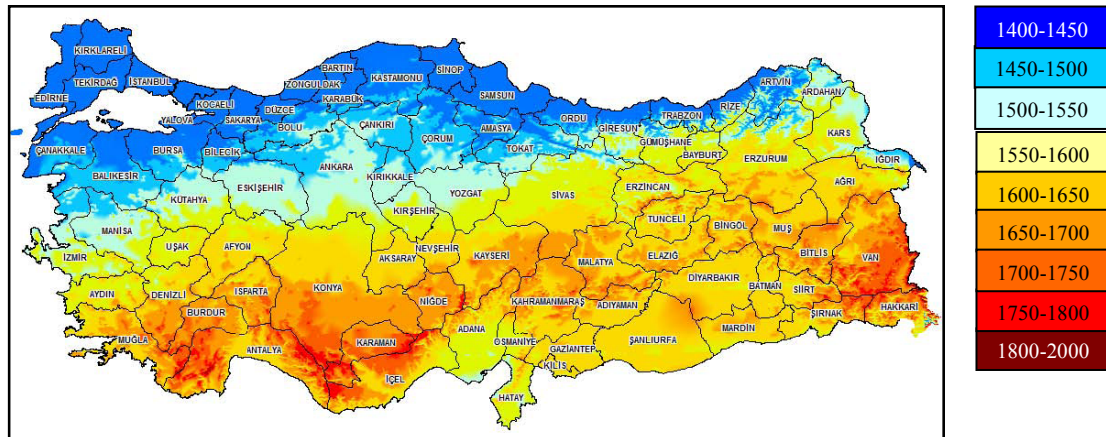 KIRKLARELİ
TEKİRDAĞ
İSTANBUL
EDİRNE
KOCAELİ
YALOVA
SAKARYA
DÜZCE
ZONGULDAK
BARTIN
KARABÜK
KASTAMONU
SİNOP
SAMSUN
BOLU
ÇANKIRI
ÇORUM
AMASYA
TOKAT
ORDU
GİRESUN
TRABZON
RİZE
ARTVİN
ARDAHAN
KARS
GÜMÜŞHANE
BAYBURT
ERZURUM
IĞDIR
AĞRI
ÇANAKKALE
BALIKESİR
BURSA
BİLECİK
ESKİŞEHİR
ANKARA
KIRIKKALE
YOZGAT
SİVAS
ERZİNCAN
KÜTAHYA
MANİSA
KIRŞEHİR
TUNCELİ
BİNGÖL
MUŞ
İZMİR
UŞAK
AFYON
AKSARAY
NEVŞEHİR
KAYSERİ
MALATYA
ELAZIĞ
BİTLİS
VAN
AYDIN
DENİZLİ
ISPARTA
KONYA
NİĞDE
KAHRAMANMARAŞ
ADIYAMAN
DİYARBAKIR
BATMAN
SİİRT
ŞIRNAK
HAKKARİ
BURDUR
MUĞLA
ANTALYA
KARAMAN
İÇEL
ADANA
OSMANİYE
GAZİANTEP
KİLİS
ŞANLIURFA
MARDİN
HATAY
1400-1450
1450-1500
1500-1550
1550-1600
1600-1650
1650-1700
1700-1750
1750-1800
1800-2000